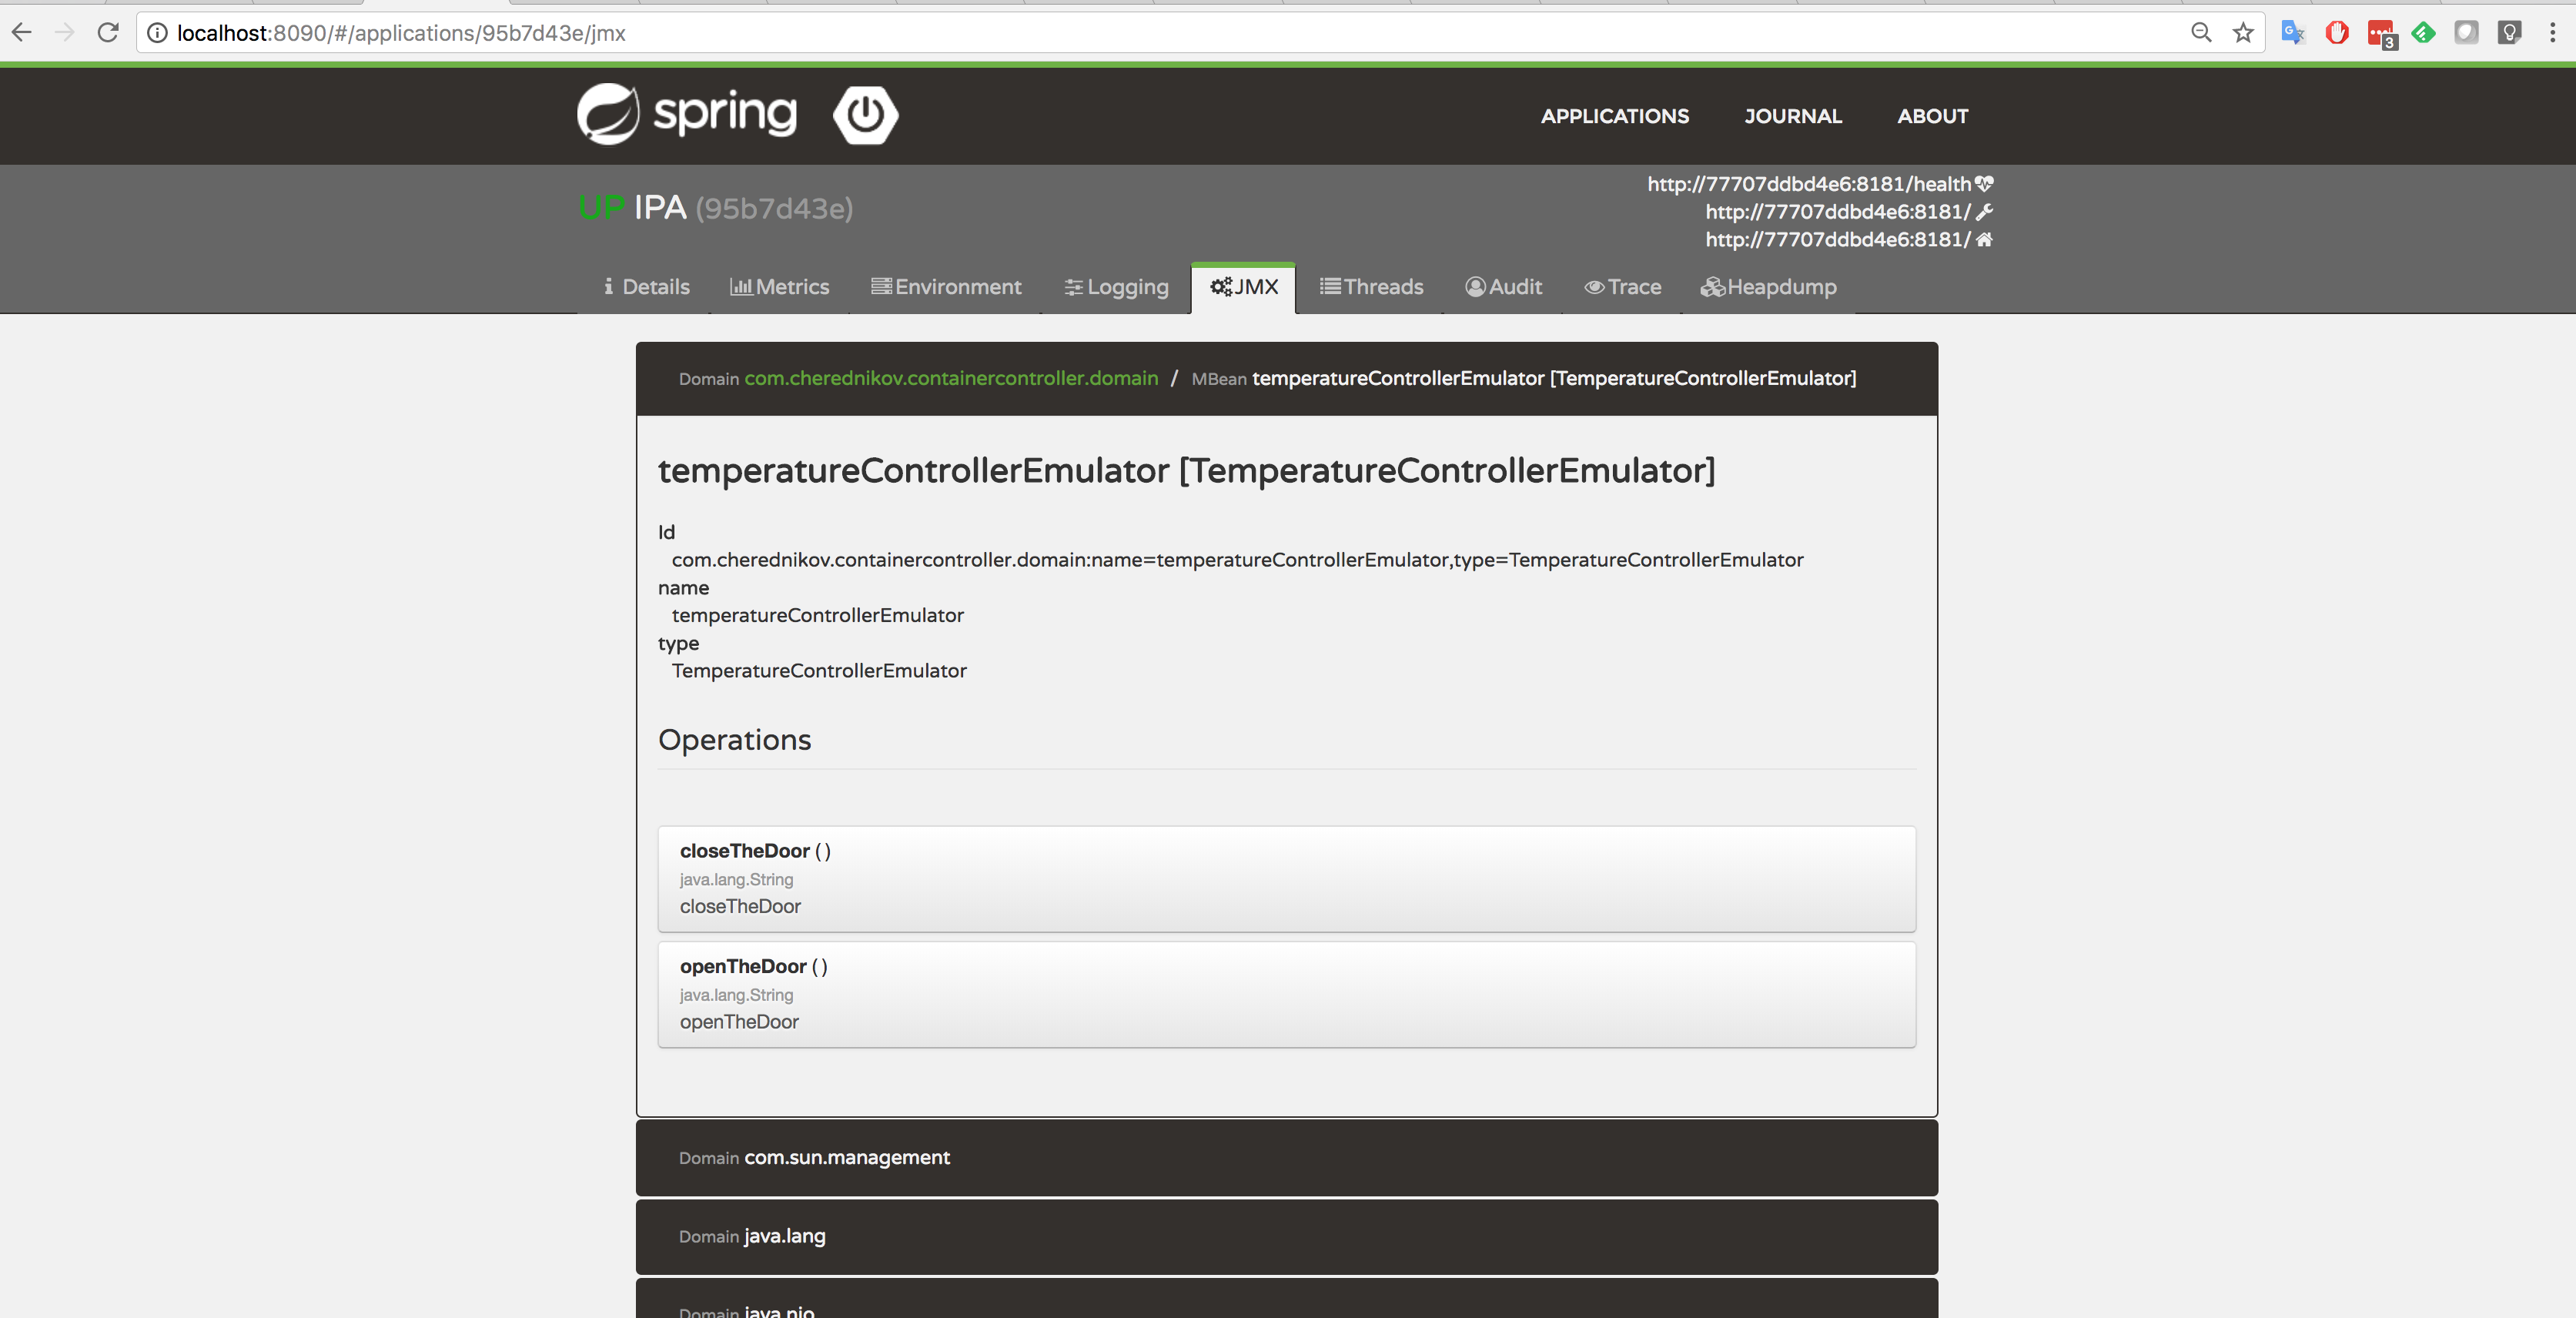 localhost:8090/#/applications/95b7d43e/jmx
3
spring
APPLICATIONS JOURNAL ABOUT
UP IPA (95b7d43e)
http://77707ddbd4e6:8181/health
http://77707ddbd4e6:8181/
http://77707ddbd4e6:8181/
Details Metrics Environment Logging JMX Threads Audit Trace Heapdump
Domain com.cherednikov.containercontroller.domain / MBean temperatureControllerEmulator [TemperatureControllerEmulator]
temperatureControllerEmulator [TemperatureControllerEmulator]
Id
com.cherednikov.containercontroller.domain:name=temperatureControllerEmulator,type=TemperatureControllerEmulator
name
temperatureControllerEmulator
type
TemperatureControllerEmulator
Operations
closeTheDoor ()
java.lang.String
closeTheDoor
openTheDoor ()
java.lang.String
openTheDoor
Domain com.sun.management
Domain java.lang
Domain java.nio